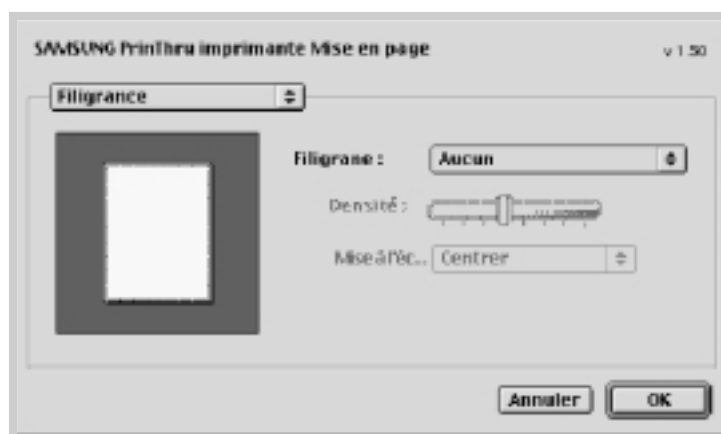 SAMSUNG PrinThru imprimante Mise en page v 1.50
Filigrance
Filigrane : Aucun
Densité :
Mise à l'éc... Centrer
Annuler OK